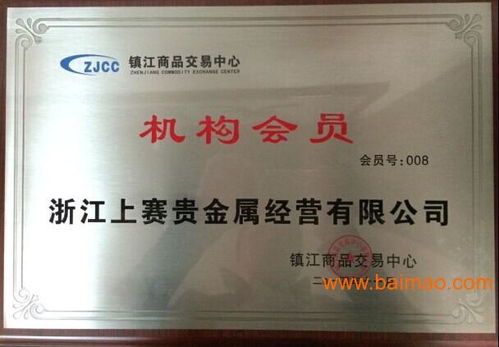 ZJCC 镇江商品交易中心
ZHENJIANG COMMODITY EXCHANGE CENTER
机构会员
会员号:008
浙江上赛贵金属经营有限公司
镇江商品交易中心
二
www.baimao.com